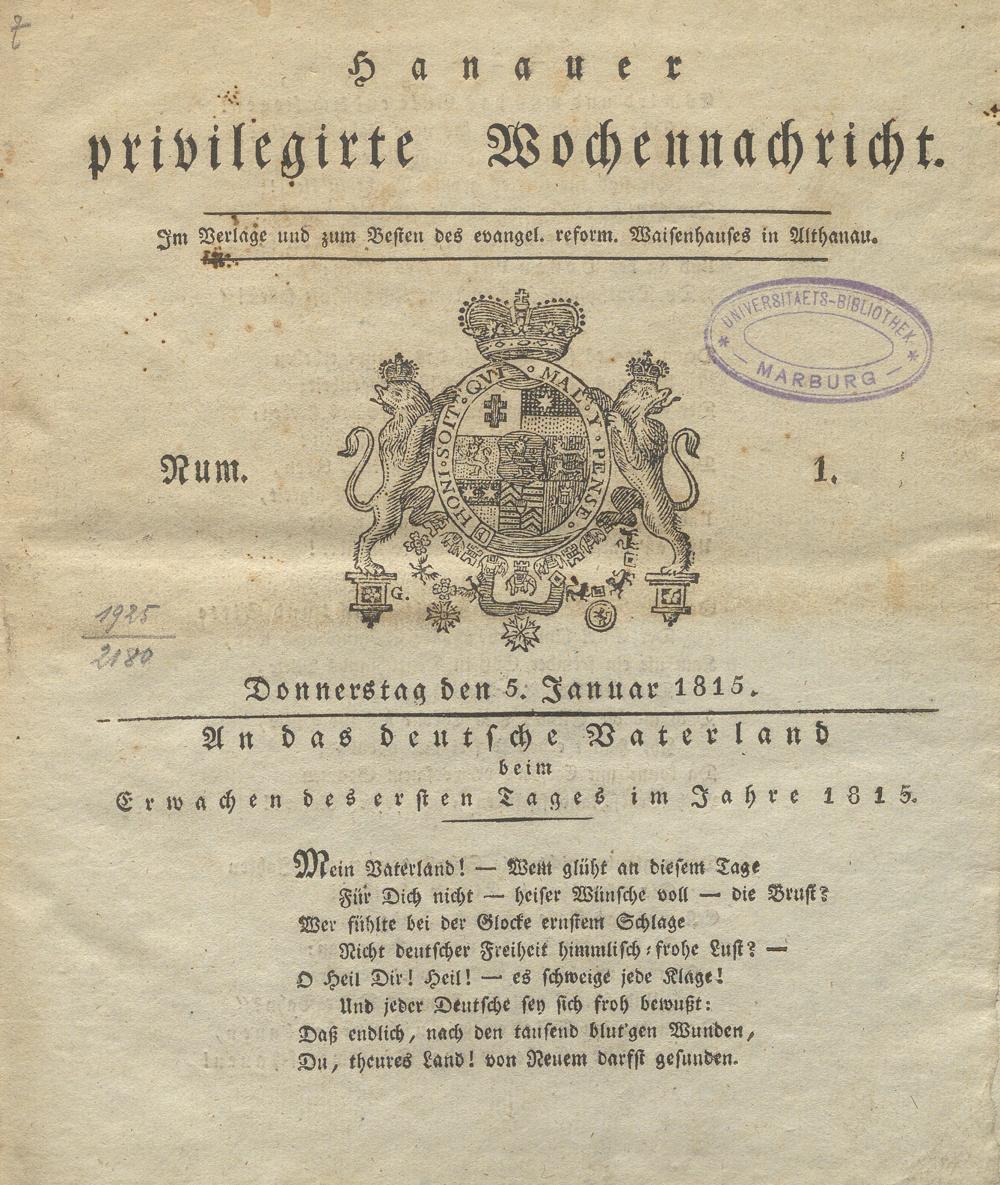 7
Hanauer
privilegirte Wochennachricht.
Im Verlage und zum Besten des evangel. reform. Waisenhauses in Althanau.
UNIVERSITAETS-BIBLIOTHEK
MARBURG
HONI · SOIT · QVI · MAL · Y · PENSE ·
Num. 1.
G.
1925
2180
Donnerstag den 5. Januar 1815.
An das deutsche Vaterland
beim
Erwachen des ersten Tages im Jahre 1815.
Mein Vaterland! — Wem glüht an diesem Tage
Für Dich nicht — heiser Wünsche voll — die Brust?
Wer fühlte bei der Glocke ernstem Schlage
Nicht deutscher Freiheit himmlisch-frohe Lust? —
O Heil Dir! Heil! — es schweige jede Klage!
Und jeder Deutsche sey sich froh bewußt:
Daß endlich, nach den tausend blut'gen Wunden,
Du, theures Land! von Neuem darfst gesunden.